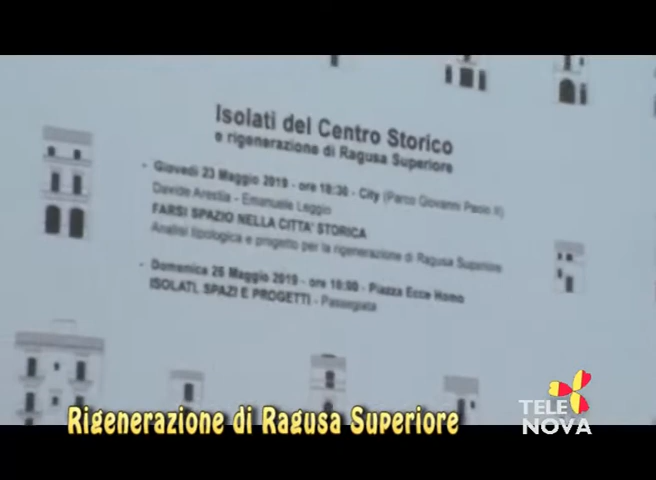 Isolati del Centro Storico
e rigenerazione di Ragusa Superiore
- Giovedì 23 Maggio 2019 - ore 18:30 - City (Parco Giovanni Paolo II)
Davide Arestia - Emanuele Leggio
FARSI SPAZIO NELLA CITTA' STORICA
Analisi tipologica e progetto per la rigenerazione di Ragusa Superiore
- Domenica 26 Maggio 2019 - ore 10:00 - Piazza Ecce Homo
ISOLATI, SPAZI E PROGETTI - Passeggiata
Rigenerazione di Ragusa Superiore
TELE
NOVA